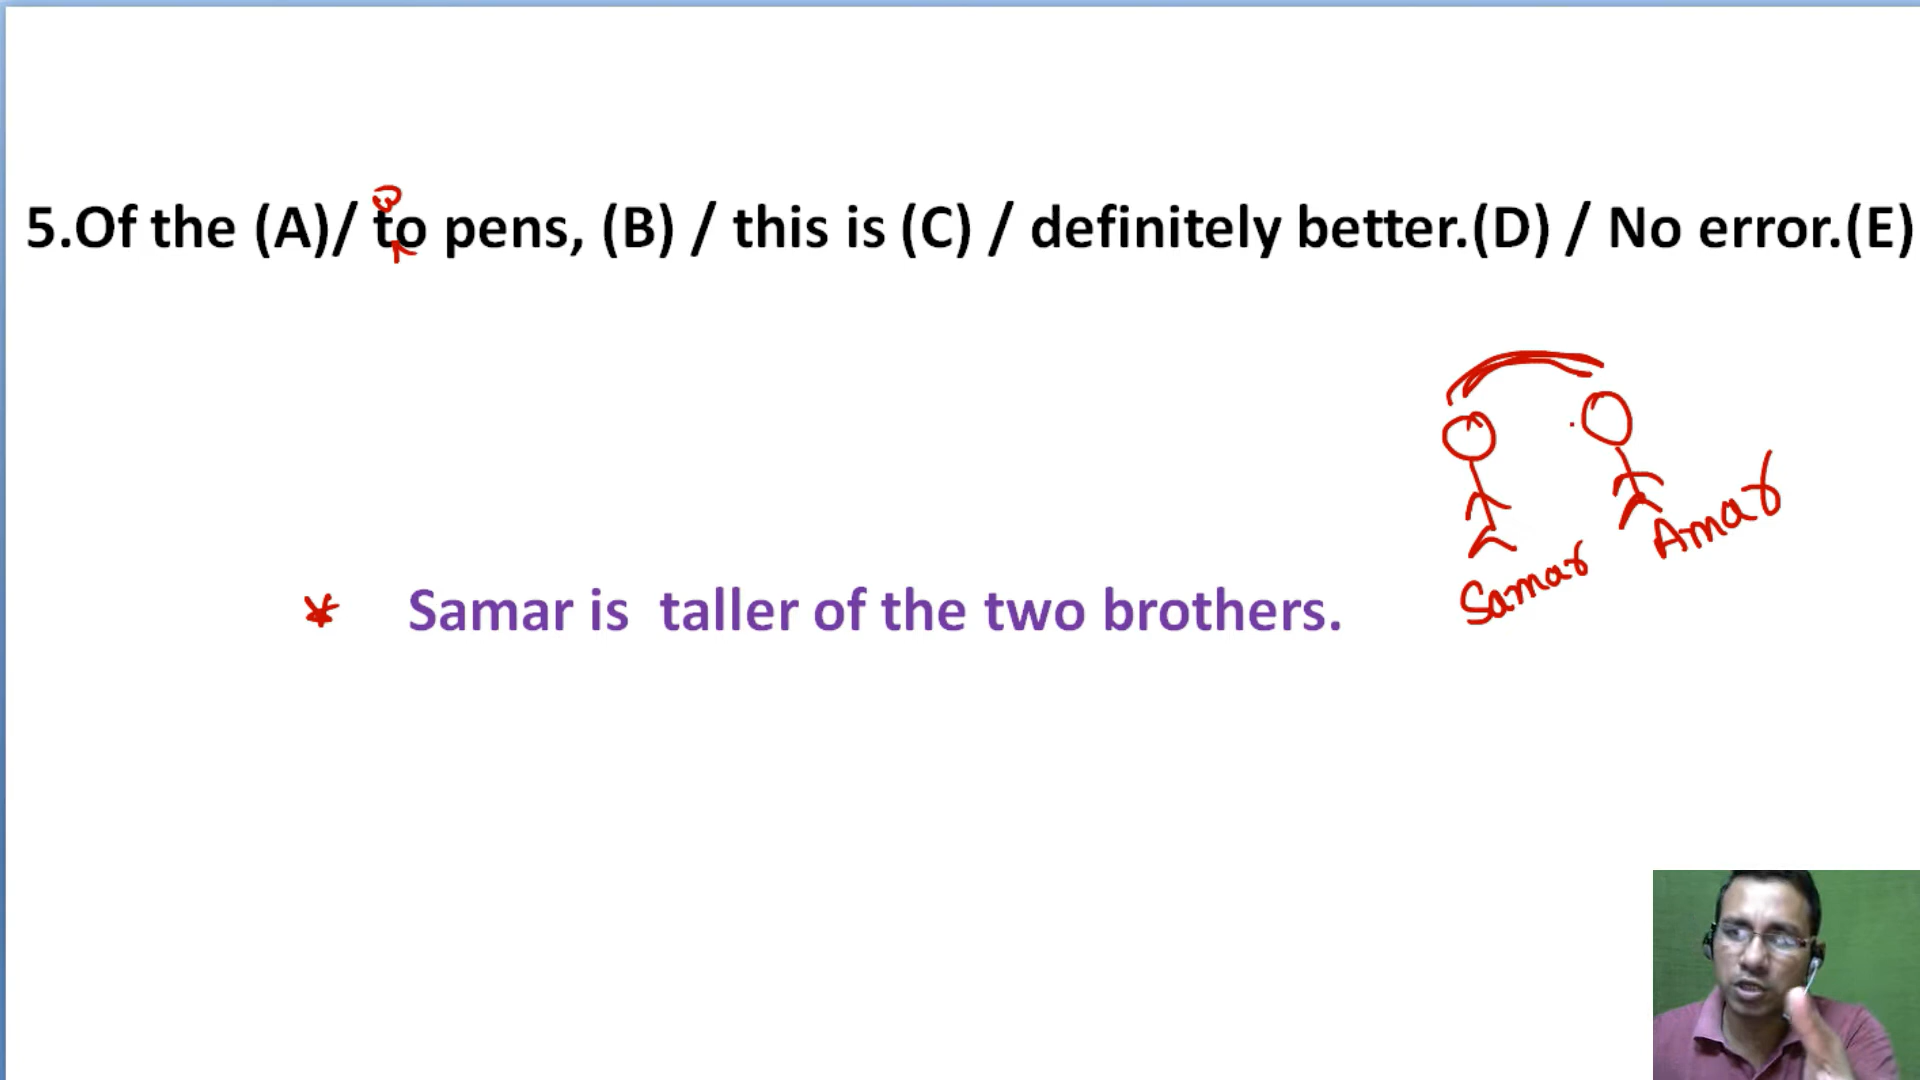 5.Of the (A)/ to pens, (B) / this is (C) / definitely better.(D) / No error.(E)
w
Amar
Samar
* Samar is taller of the two brothers.